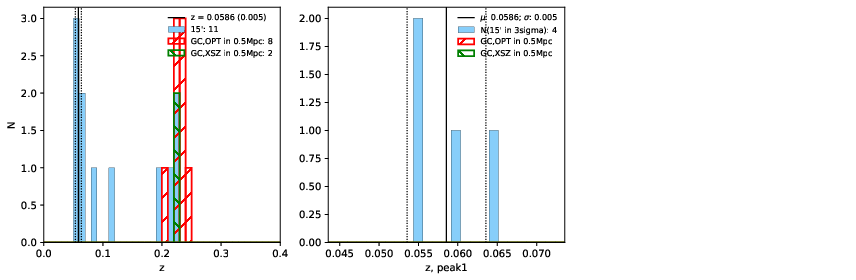 z = 0.0586 (0.005)
15': 11
GC,OPT in 0.5Mpc: 8
GC,XSZ in 0.5Mpc: 2
3.0
2.5
2.0
1.5
1.0
0.5
0.0
N
0.0 0.1 0.2 0.3 0.4
z
μ: 0.0586; σ: 0.005
N(15' in 3sigma): 4
GC,OPT in 0.5Mpc
GC,XSZ in 0.5Mpc
2.00
1.75
1.50
1.25
1.00
0.75
0.50
0.25
0.00
0.045 0.050 0.055 0.060 0.065 0.070
z, peak1